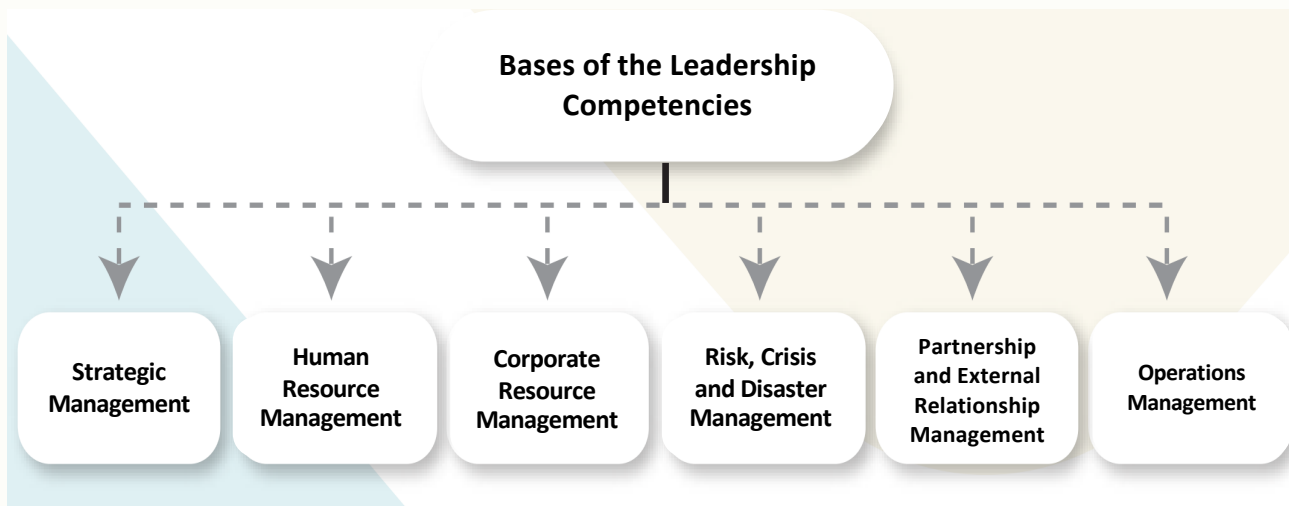 Bases of the Leadership
Competencies
Strategic
Management
Human
Resource
Management
Corporate
Resource
Management
Risk, Crisis
and Disaster
Management
Partnership
and External
Relationship
Management
Operations
Management